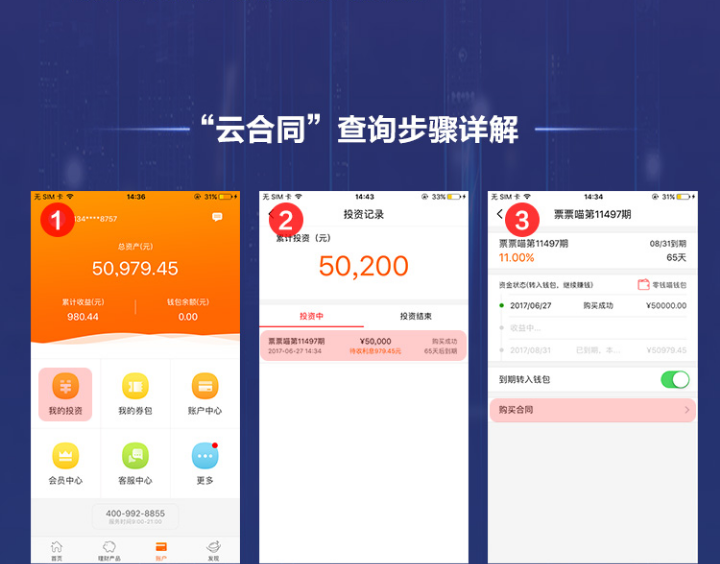 “云合同”查询步骤详解
无 SIM 卡 14:36 31%
1
134****8757
总资产(元)
50,979.45
累计收益(元) 钱包余额(元)
980.44 0.00
我的投资 我的券包 账户中心
会员中心 客服中心 更多
400-992-8855
服务时间9:00-21:00
首页 理财产品 账户 发现
无 SIM 卡 14:43 33%
2
投资记录
累计投资（元）
50,200
投资中 投资结束
票票喵第11497期 ¥50,000 购买成功
2017-06-27 14:34 待收利息979.45元 65天后到期
无 SIM 卡 14:34 31%
3
票票喵第11497期
票票喵第11497期 08/31到期
11.00% 65天
资金状态(转入钱包，继续赚钱) 零钱喵钱包
2017/06/27 购买成功 ¥50000.00
收益中...
2017/08/31 已到期，本... ¥50979.45
到期转入钱包
购买合同